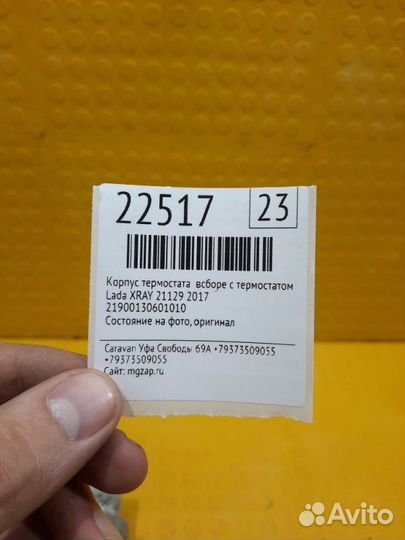 22517 23
Корпус термостата всборе с термостатом
Lada XRAY 21129 2017
21900130601010
Состояние на фото, оригинал
Caravan Уфа Свободы 69А +79373509055
+79373509055
Сайт: mgzap.ru
Avito